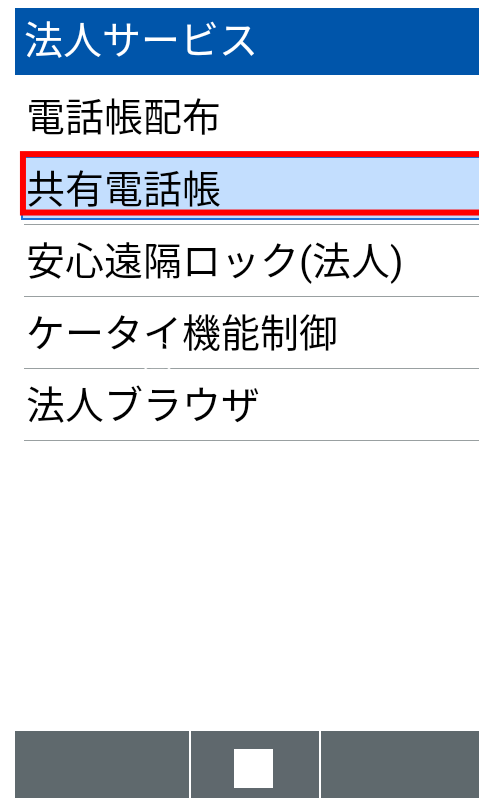 法人サービス
電話帳配布
共有電話帳
安心遠隔ロック(法人)
ケータイ機能制御
法人ブラウザ